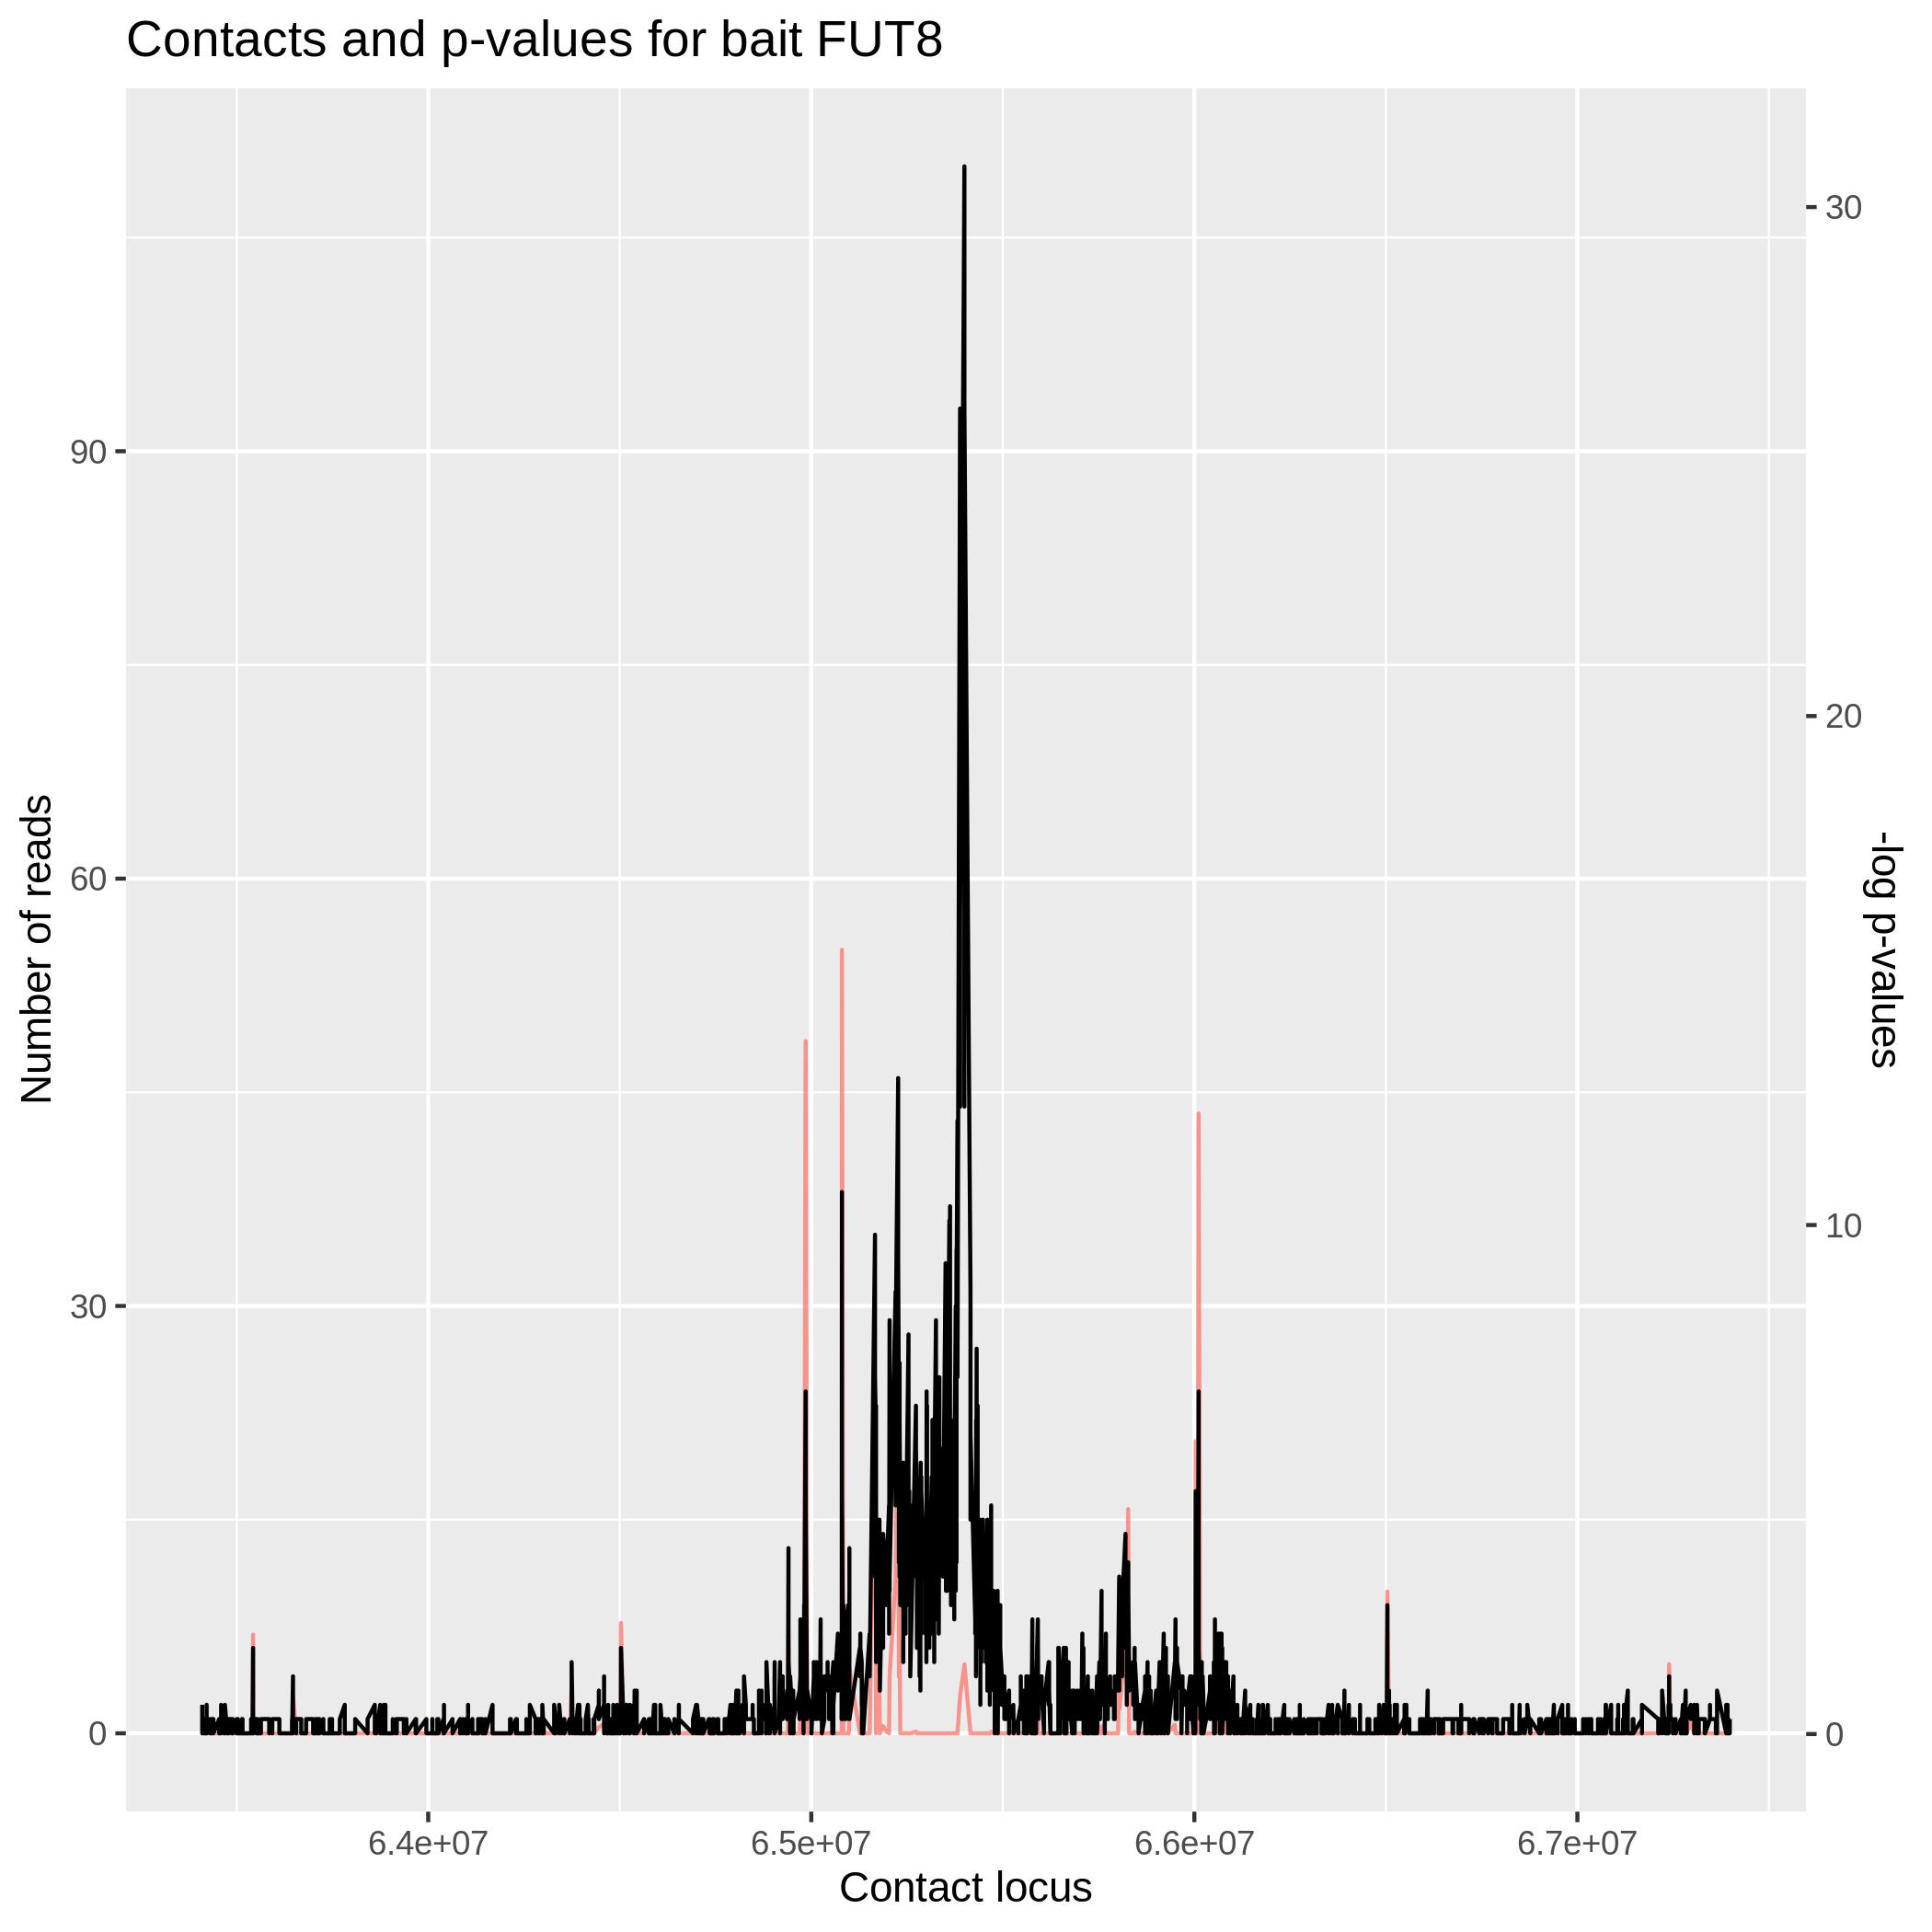 Contacts and p-values for bait FUT8
Number of reads
90
60
30
0
30
20
10
0
-log p-values
6.4e+07 6.5e+07 6.6e+07 6.7e+07
Contact locus